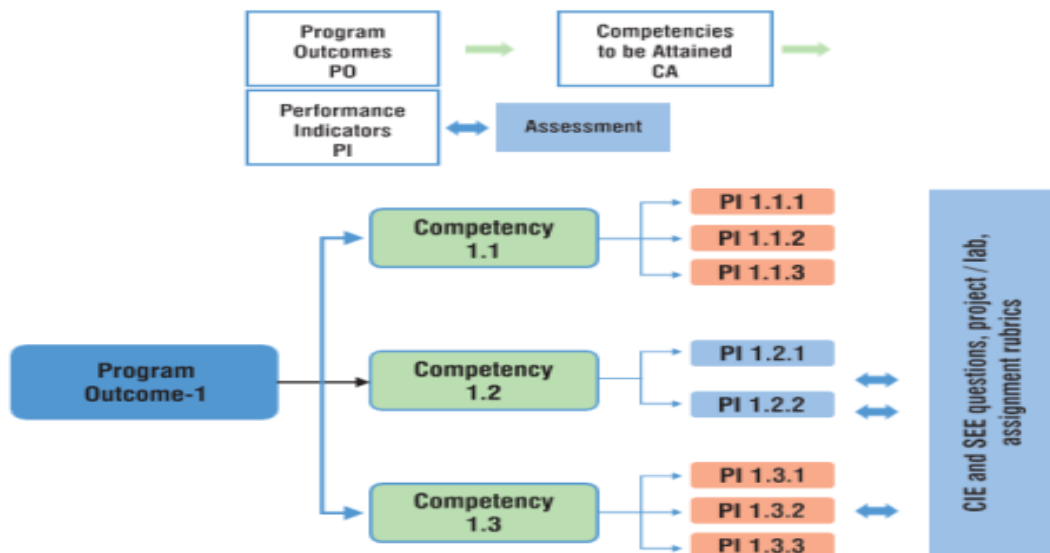 Program
Outcomes
PO
Competencies
to be Attained
CA
Performance
Indicators
PI
Assessment
Program
Outcome-1
Competency
1.1
PI 1.1.1
PI 1.1.2
PI 1.1.3
Competency
1.2
PI 1.2.1
PI 1.2.2
Competency
1.3
PI 1.3.1
PI 1.3.2
PI 1.3.3
CIE and SEE questions, project / lab,
assignment rubrics